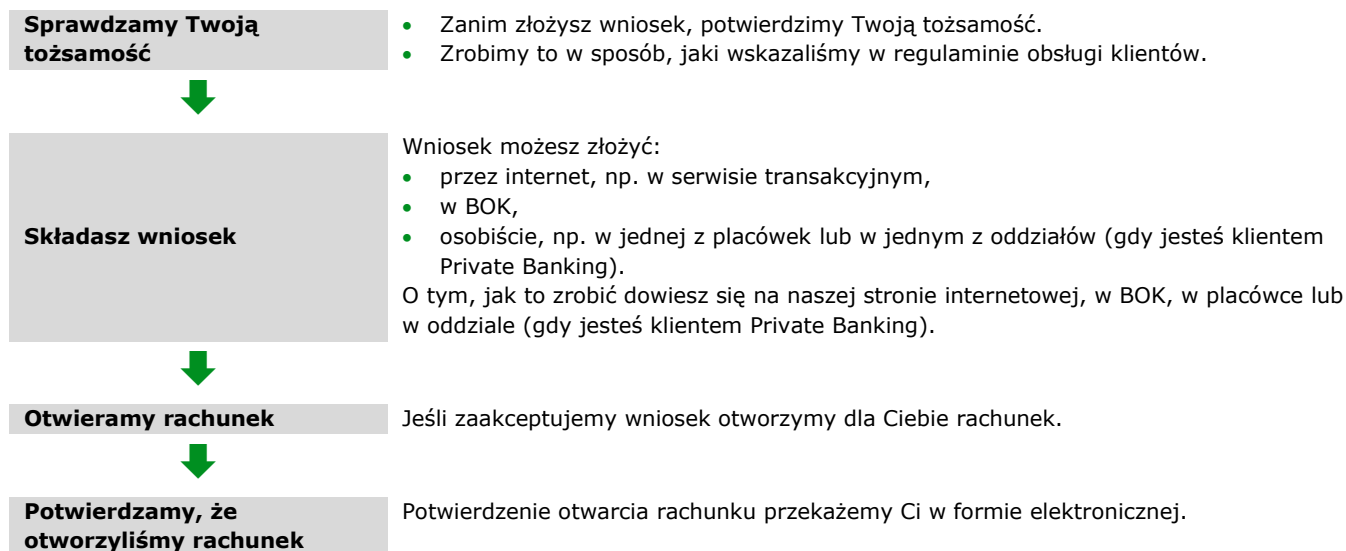 Sprawdzamy Twoją
tożsamość
• Zanim złożysz wniosek, potwierdzimy Twoją tożsamość.
• Zrobimy to w sposób, jaki wskazaliśmy w regulaminie obsługi klientów.
Składasz wniosek
Wniosek możesz złożyć:
• przez internet, np. w serwisie transakcyjnym,
• w BOK,
• osobiście, np. w jednej z placówek lub w jednym z oddziałów (gdy jesteś klientem
Private Banking).
O tym, jak to zrobić dowiesz się na naszej stronie internetowej, w BOK, w placówce lub
w oddziale (gdy jesteś klientem Private Banking).
Otwieramy rachunek
Jeśli zaakceptujemy wniosek otworzymy dla Ciebie rachunek.
Potwierdzamy, że
otworzyliśmy rachunek
Potwierdzenie otwarcia rachunku przekażemy Ci w formie elektronicznej.